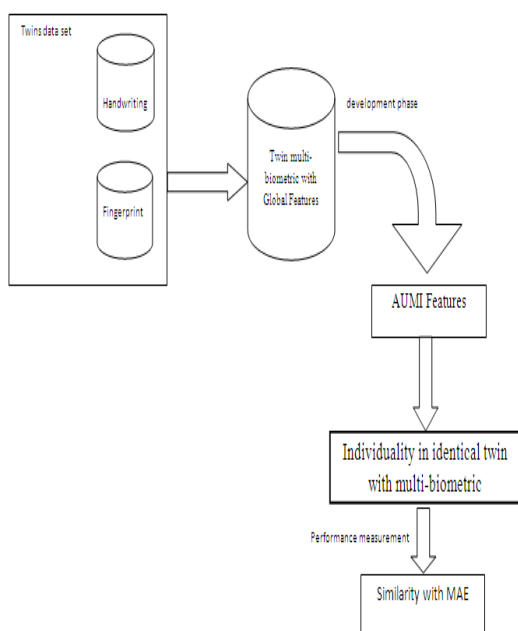 Twins data set
Handwriting
Fingerprint
Twin multi-
biometric with
Global Features
development phase
AUMI Features
Individuality in identical twin
with multi-biometric
Performance measurement
Similarity with MAE